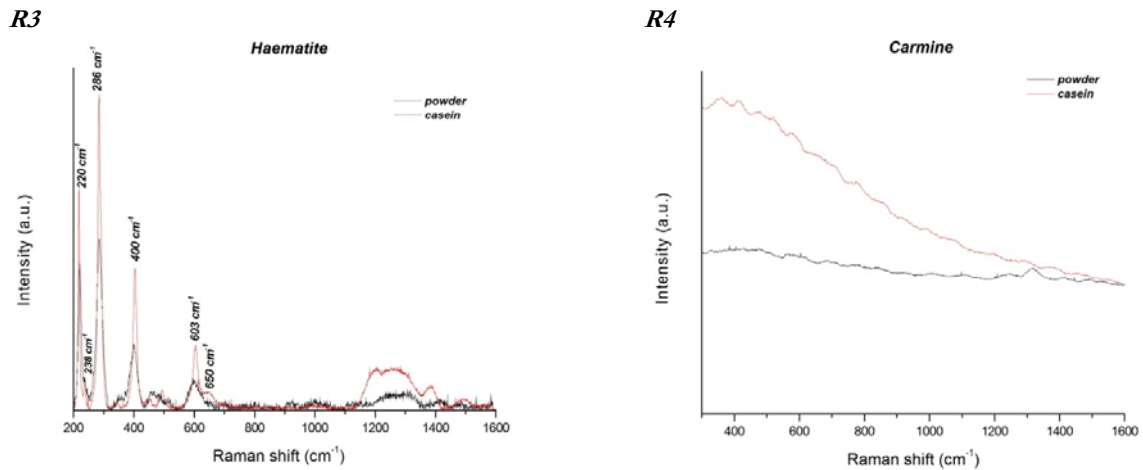 R3
Haematite
286 cm⁻¹
220 cm⁻¹
238 cm⁻¹
400 cm⁻¹
603 cm⁻¹
650 cm⁻¹
powder
casein
Intensity (a.u.)
200 400 600 800 1000 1200 1400 1600
Raman shift (cm⁻¹)
R4
Carmine
powder
casein
Intensity (a.u.)
400 600 800 1000 1200 1400 1600
Raman shift (cm⁻¹)